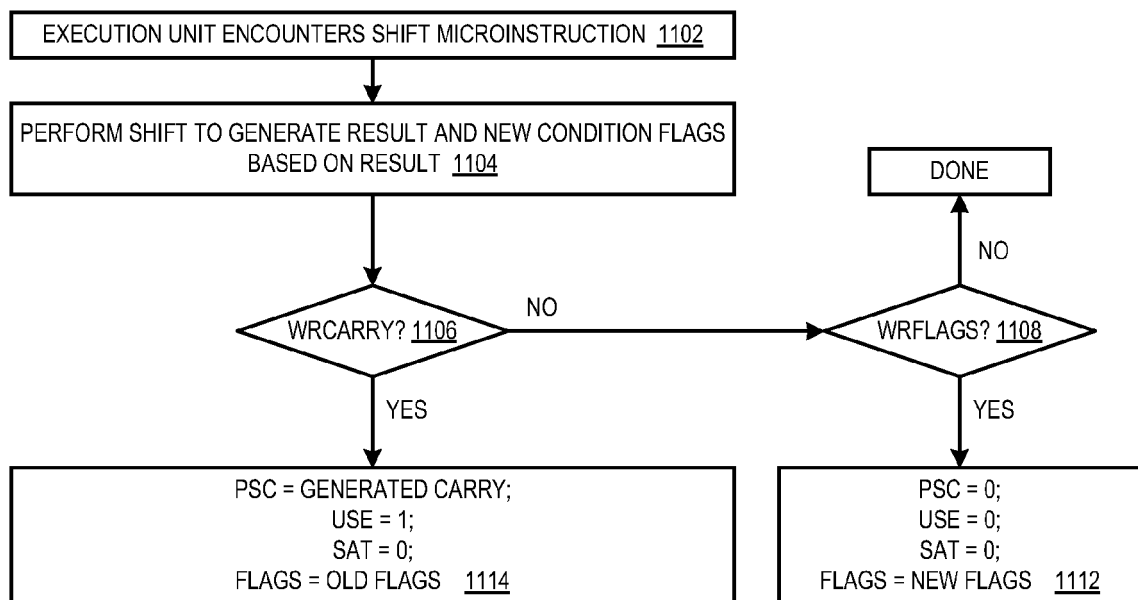 EXECUTION UNIT ENCOUNTERS SHIFT MICROINSTRUCTION 1102
PERFORM SHIFT TO GENERATE RESULT AND NEW CONDITION FLAGS
BASED ON RESULT 1104
DONE
NO
WRCARRY? 1106
NO
WRFLAGS? 1108
YES
YES
PSC = GENERATED CARRY;
USE = 1;
SAT = 0;
FLAGS = OLD FLAGS 1114
PSC = 0;
USE = 0;
SAT = 0;
FLAGS = NEW FLAGS 1112